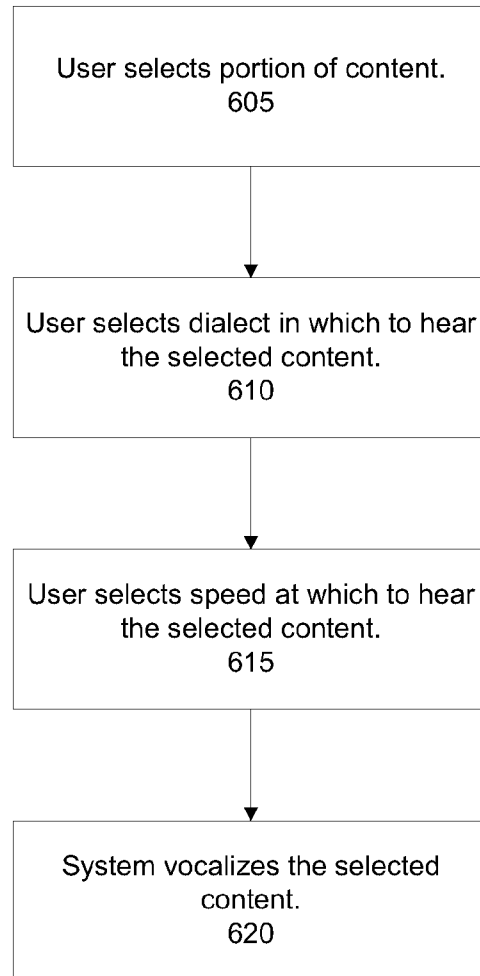 User selects portion of content.
605
User selects dialect in which to hear
the selected content.
610
User selects speed at which to hear
the selected content.
615
System vocalizes the selected
content.
620